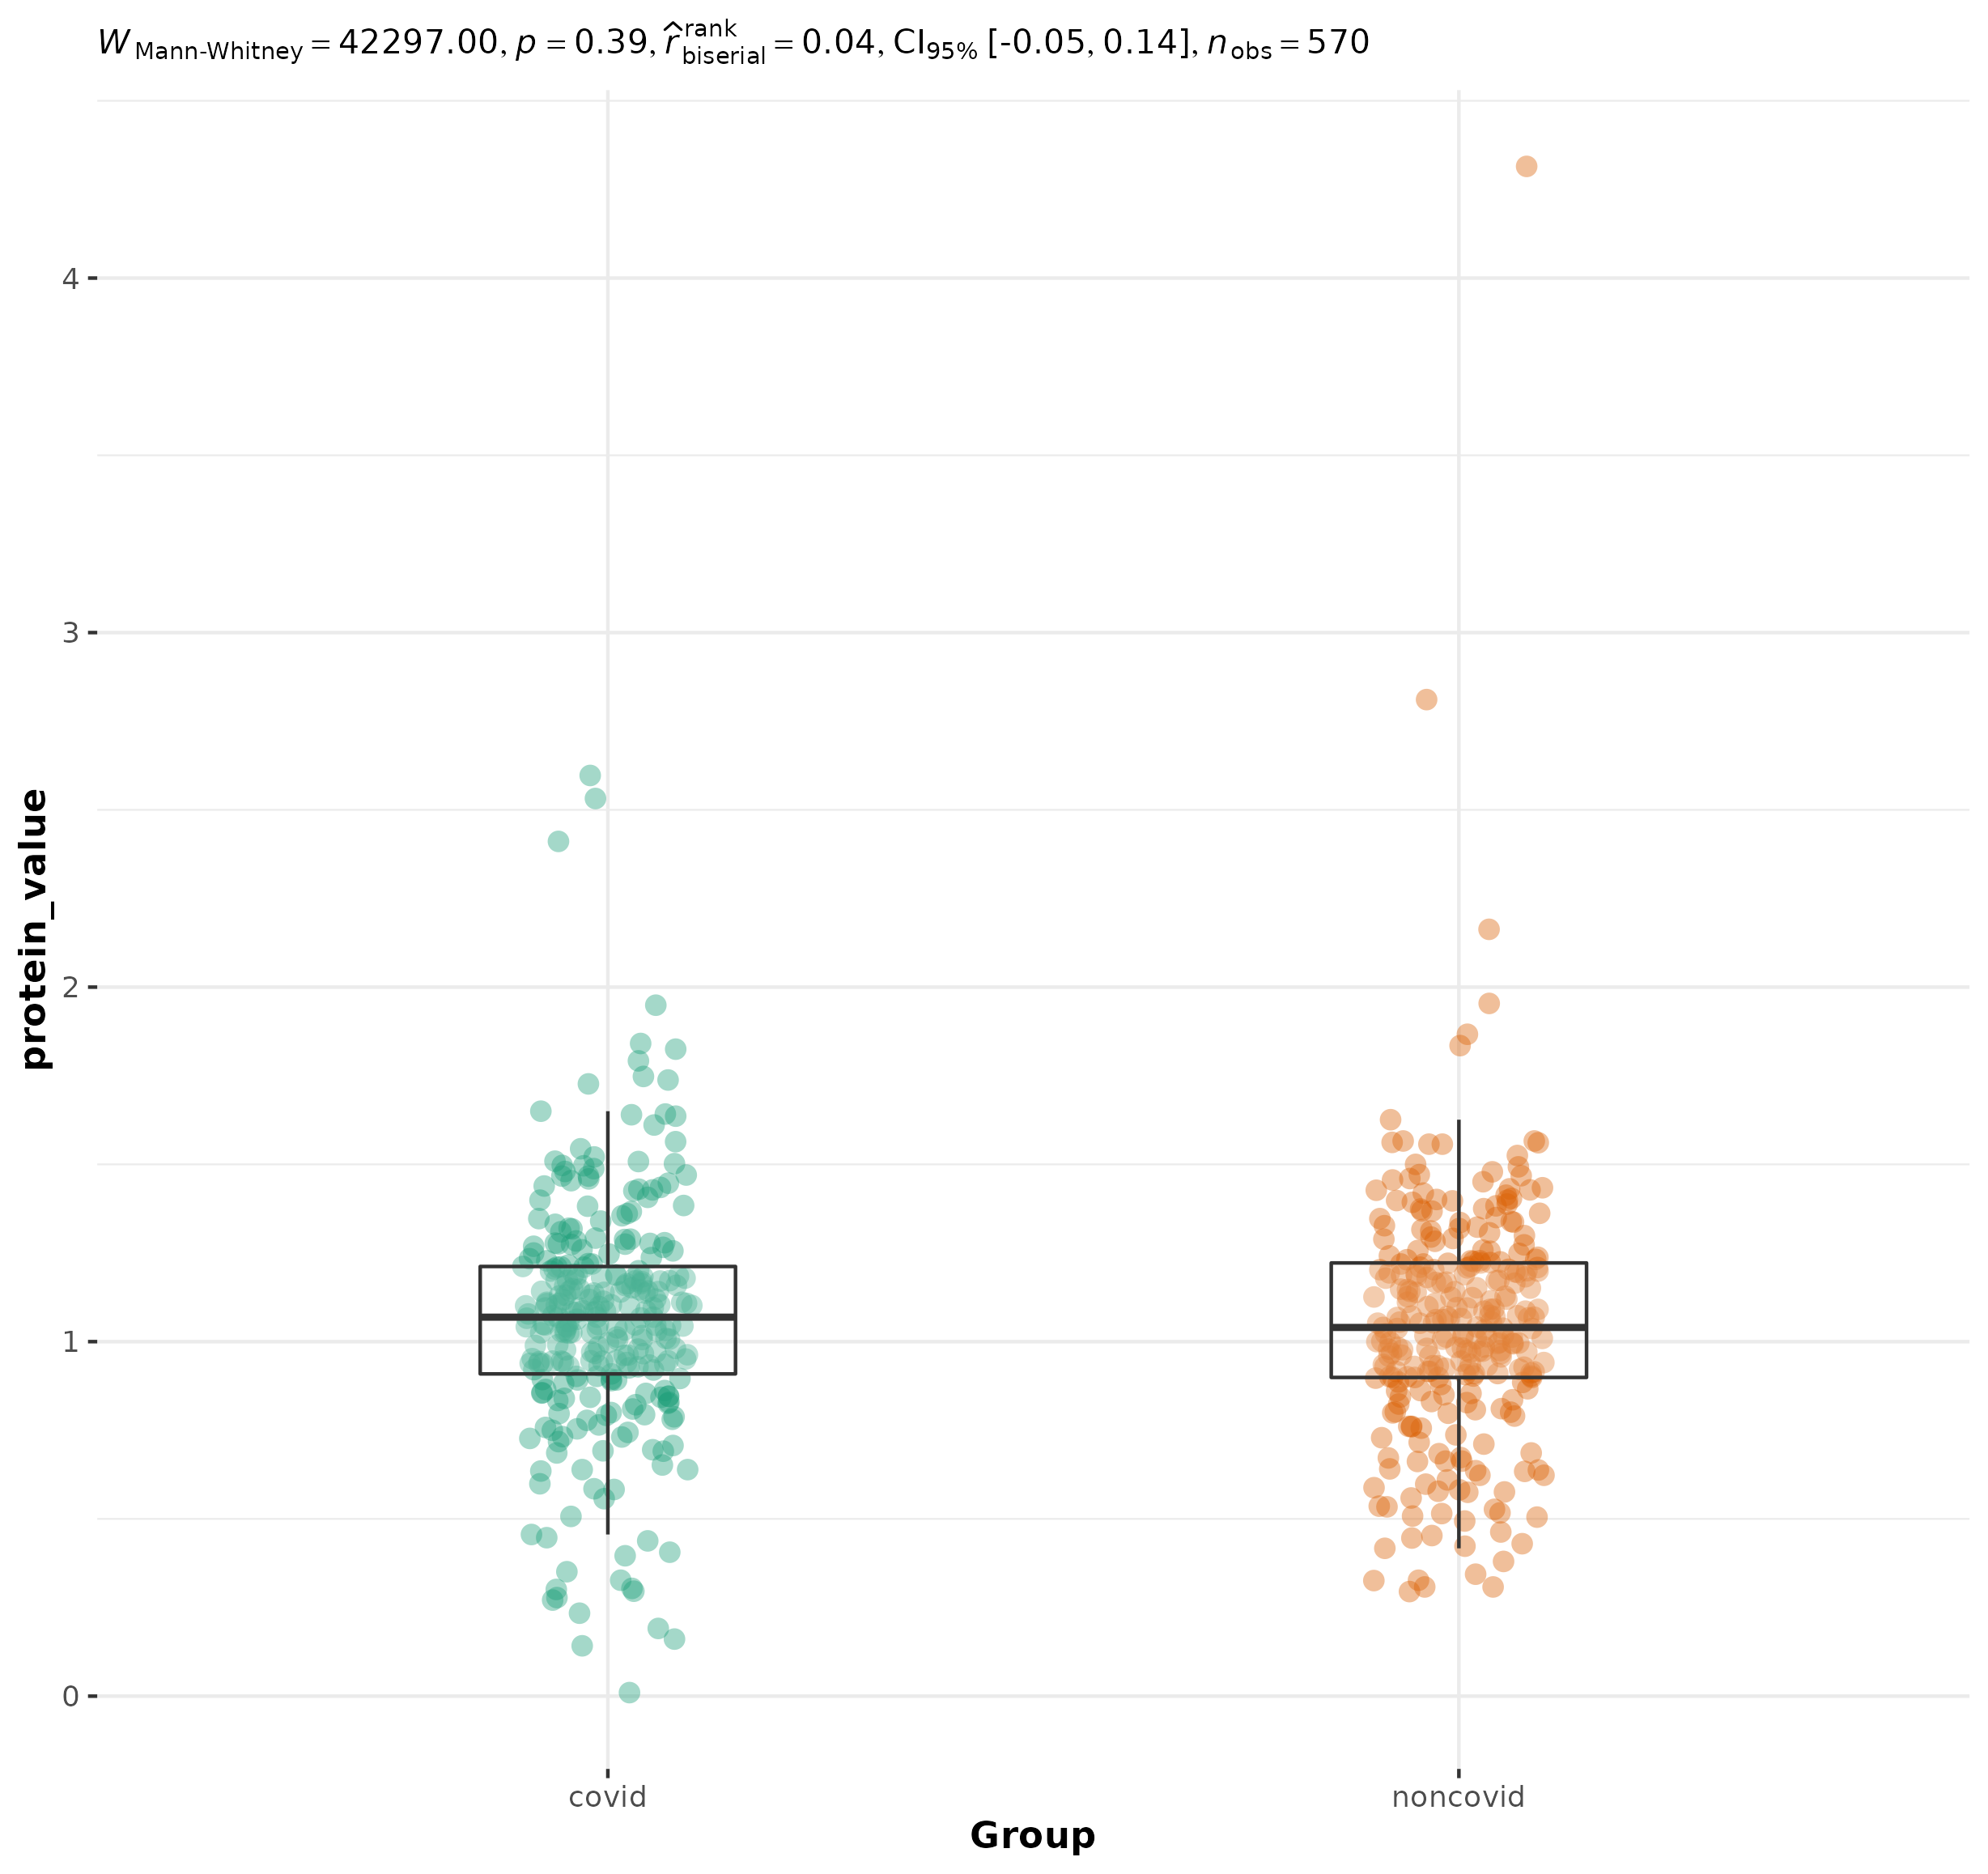 W Mann-Whitney = 42297.00, p = 0.39, r̂ rank biserial = 0.04, CI95% [-0.05, 0.14], n obs = 570
4
3
2
1
0
protein_value
covid noncovid
Group